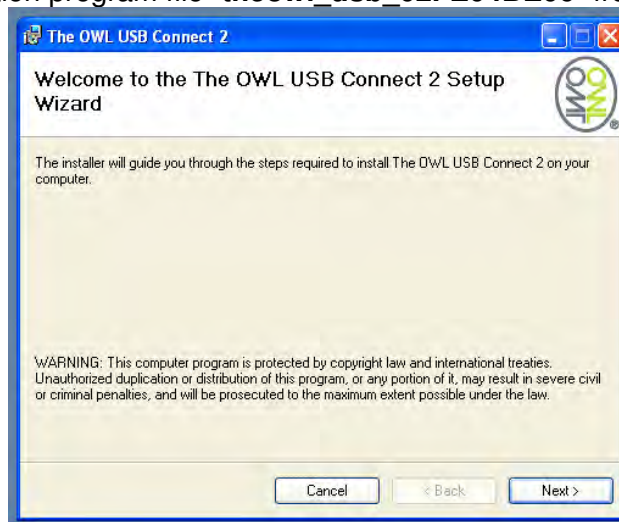 ion program file
The OWL USB Connect 2
Welcome to the The OWL USB Connect 2 Setup
Wizard
OWL OWL
The installer will guide you through the steps required to install The OWL USB Connect 2 on your
computer.
WARNING: This computer program is protected by copyright law and international treaties.
Unauthorized duplication or distribution of this program, or any portion of it, may result in severe civil
or criminal penalties, and will be prosecuted to the maximum extent possible under the law.
Cancel
< Back
Next >